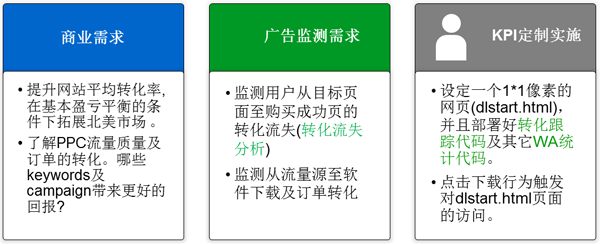 商业需求
• 提升网站平均转化率,
在基本盈亏平衡的条
件下拓展北美市场。
• 了解PPC流量质量及
订单的转化。哪些
keywords及
campaign带来更好的
回报?
广告监测需求
• 监测用户从目标页
面至购买成功页的
转化流失(转化流失
分析)
• 监测从流量源至软
件下载及订单转化
KPI定制实施
• 设定一个1*1像素的
网页(dlstart.html),
并且部署好转化跟
踪代码及其它WA统
计代码。
• 点击下载行为触发
对dlstart.html页面
的访问。